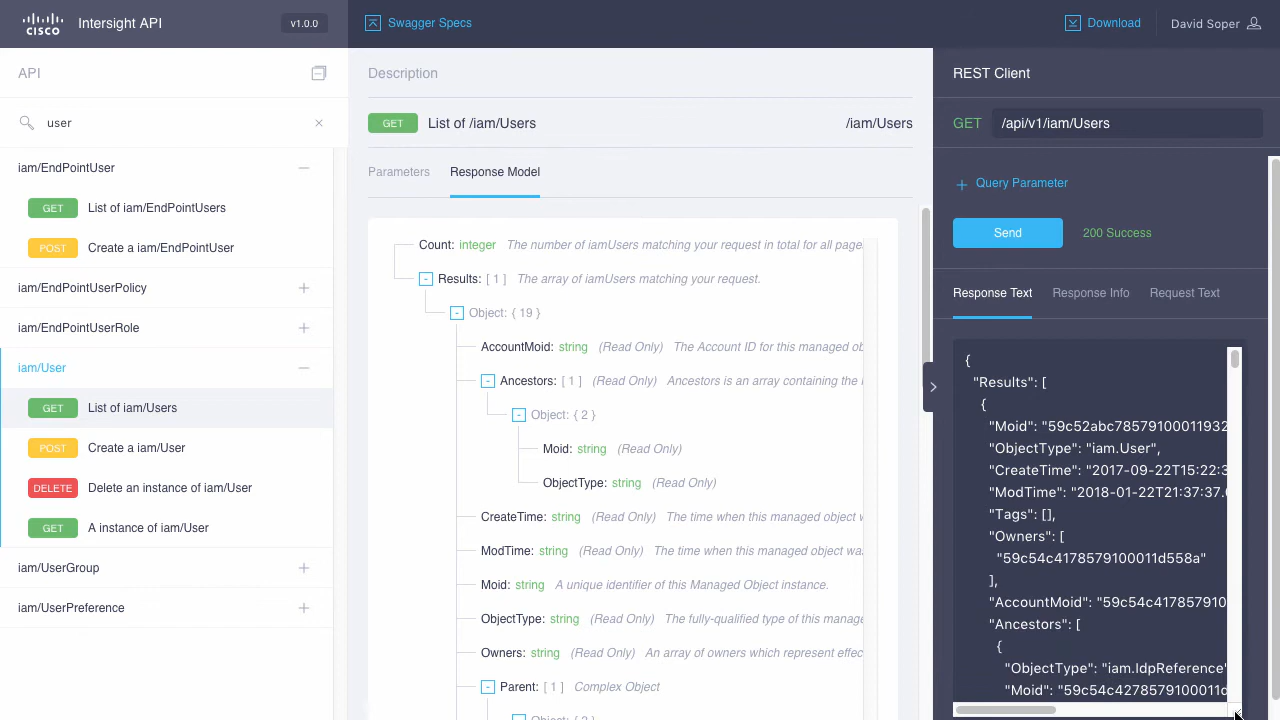 CISCO
Intersight API
v1.0.0
Swagger Specs
Download
David Soper
API
user
iam/EndPointUser
GET List of iam/EndPointUsers
POST Create a iam/EndPointUser
iam/EndPointUserPolicy
iam/EndPointUserRole
iam/User
GET List of iam/Users
POST Create a iam/User
DELETE Delete an instance of iam/User
GET A instance of iam/User
iam/UserGroup
iam/UserPreference
Description
GET List of /iam/Users /iam/Users
Parameters Response Model
Count: integer The number of iamUsers matching your request in total for all page
Results: [ 1 ] The array of iamUsers matching your request.
Object: { 19 }
AccountMoid: string (Read Only) The Account ID for this managed ob
Ancestors: [ 1 ] (Read Only) Ancestors is an array containing the
Object: { 2 }
Moid: string (Read Only)
ObjectType: string (Read Only)
CreateTime: string (Read Only) The time when this managed object w
ModTime: string (Read Only) The time when this managed object wa
Moid: string A unique identifier of this Managed Object instance.
ObjectType: string (Read Only) The fully-qualified type of this manage
Owners: string (Read Only) An array of owners which represent effec
Parent: [ 1 ] Complex Object
Object: { 2 }
REST Client
GET /api/v1/iam/Users
+ Query Parameter
Send 200 Success
Response Text Response Info Request Text
{
"Results": [
{
"Moid": "59c52abc78579100011932
"ObjectType": "iam.User",
"CreateTime": "2017-09-22T15:22:3
"ModTime": "2018-01-22T21:37:37.
"Tags": [],
"Owners": [
"59c54c4178579100011d558a"
],
"AccountMoid": "59c54c417857910
"Ancestors": [
{
"ObjectType": "iam.IdpReference"
"Moid": "59c54c4278579100011d